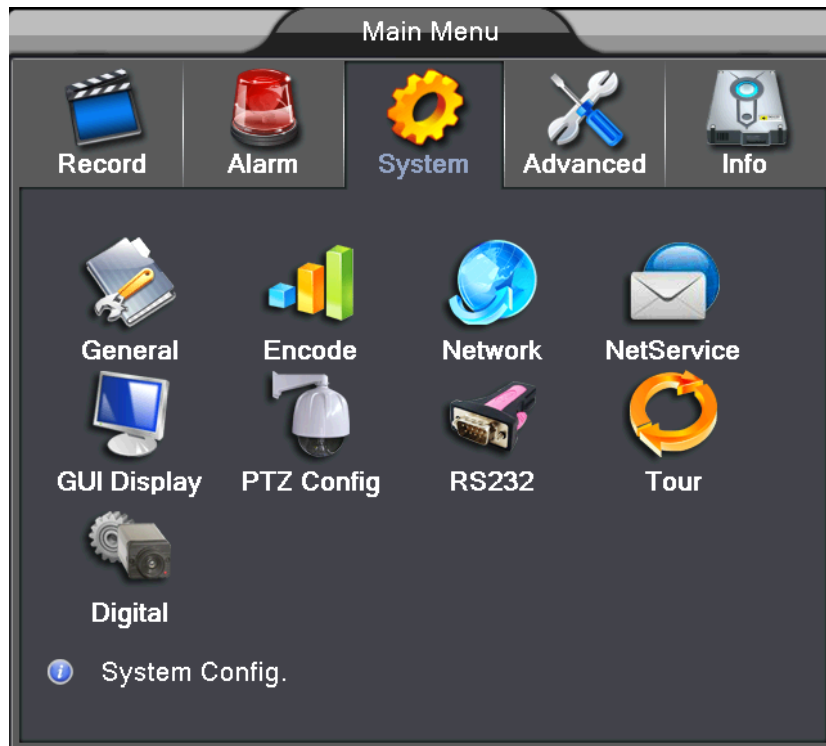 Main Menu
Record Alarm System Advanced Info
General Encode Network NetService
GUI Display PTZ Config RS232 Tour
Digital
System Config.